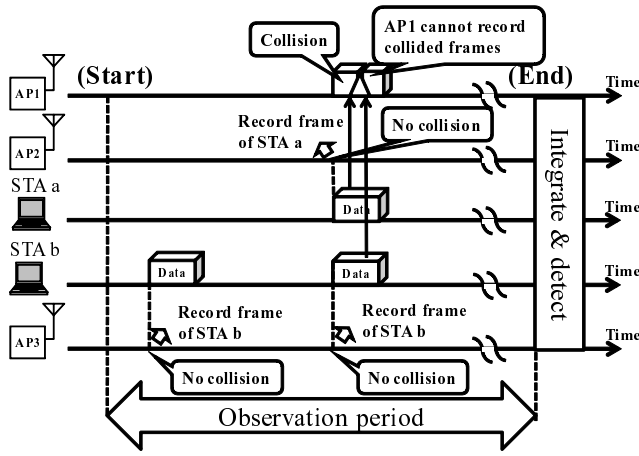 Collision
AP1 cannot record
collided frames
(Start)
(End)
Time
AP1
Record frame
of STA a
No collision
Time
AP2
STA a
Data
Time
STA b
Data
Data
Time
Integrate & detect
Record frame
of STA b
Record frame
of STA b
AP3
Time
No collision
No collision
Observation period